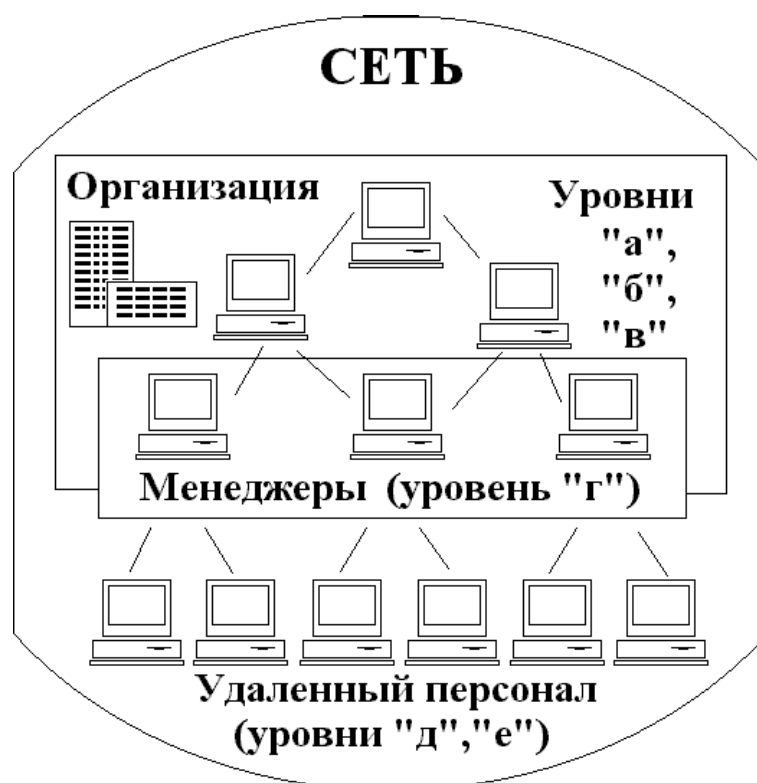 СЕТЬ
Организация
Уровни
"а",
"б",
"в"
Менеджеры (уровень "г")
Удаленный персонал
(уровни "д","е")